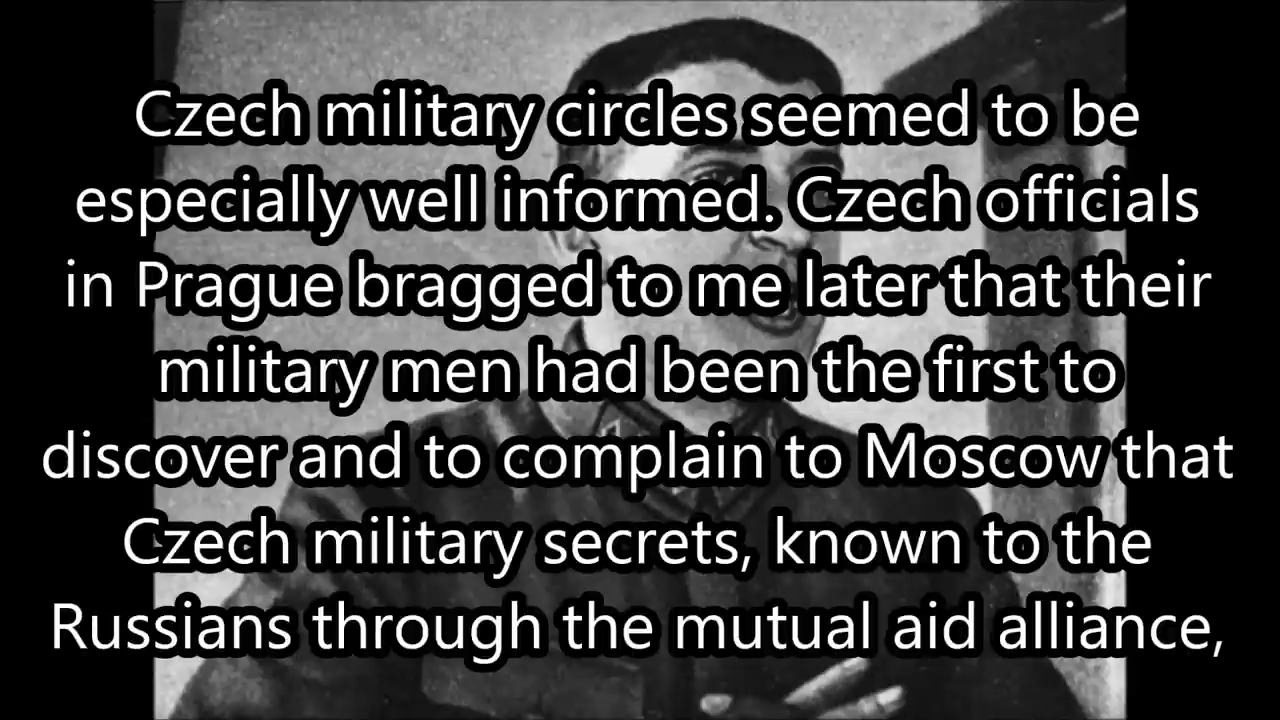 Czech military circles seemed to be
especially well informed. Czech officials
in Prague bragged to me later that their
military men had been the first to
discover and to complain to Moscow that
Czech military secrets, known to the
Russians through the mutual aid alliance,